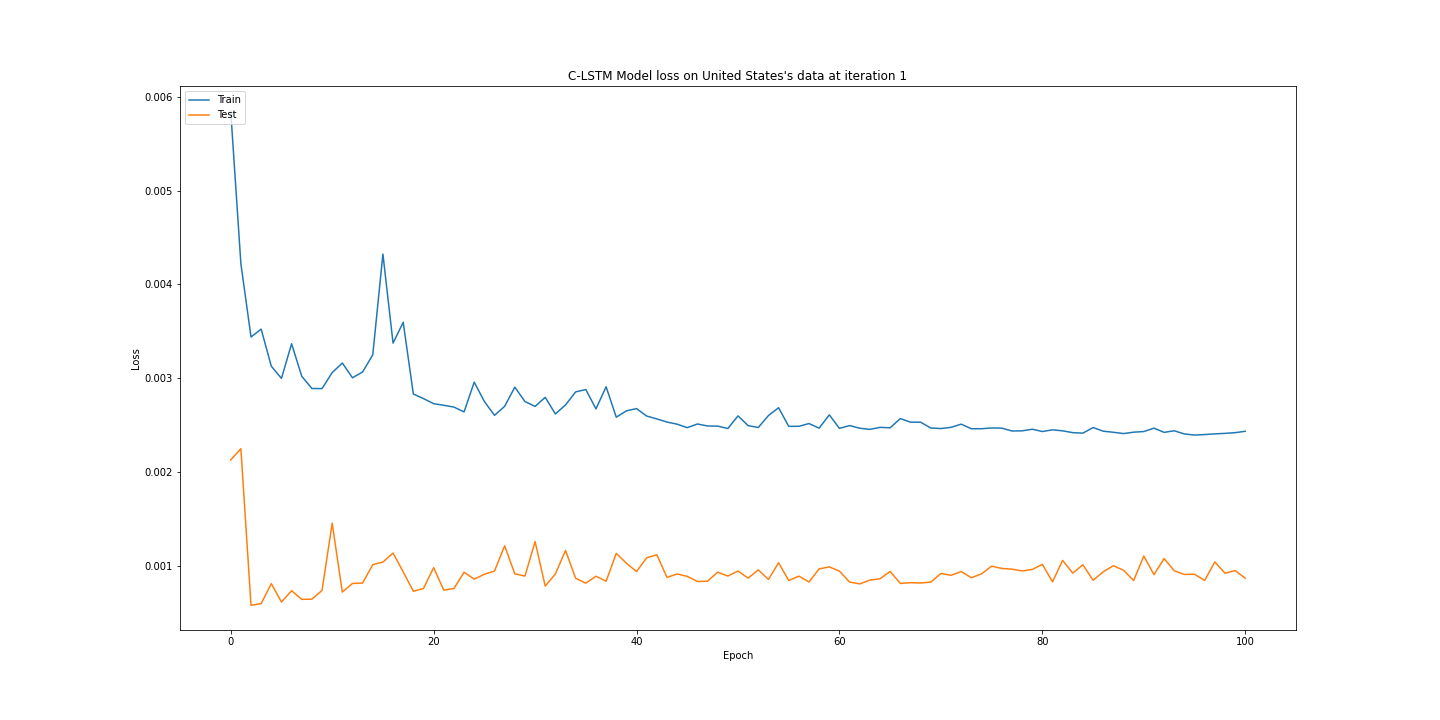 C-LSTM Model loss on United States's data at iteration 1
Train
Test
0.006
0.005
0.004
0.003
0.002
0.001
Loss
0 20 40 60 80 100
Epoch